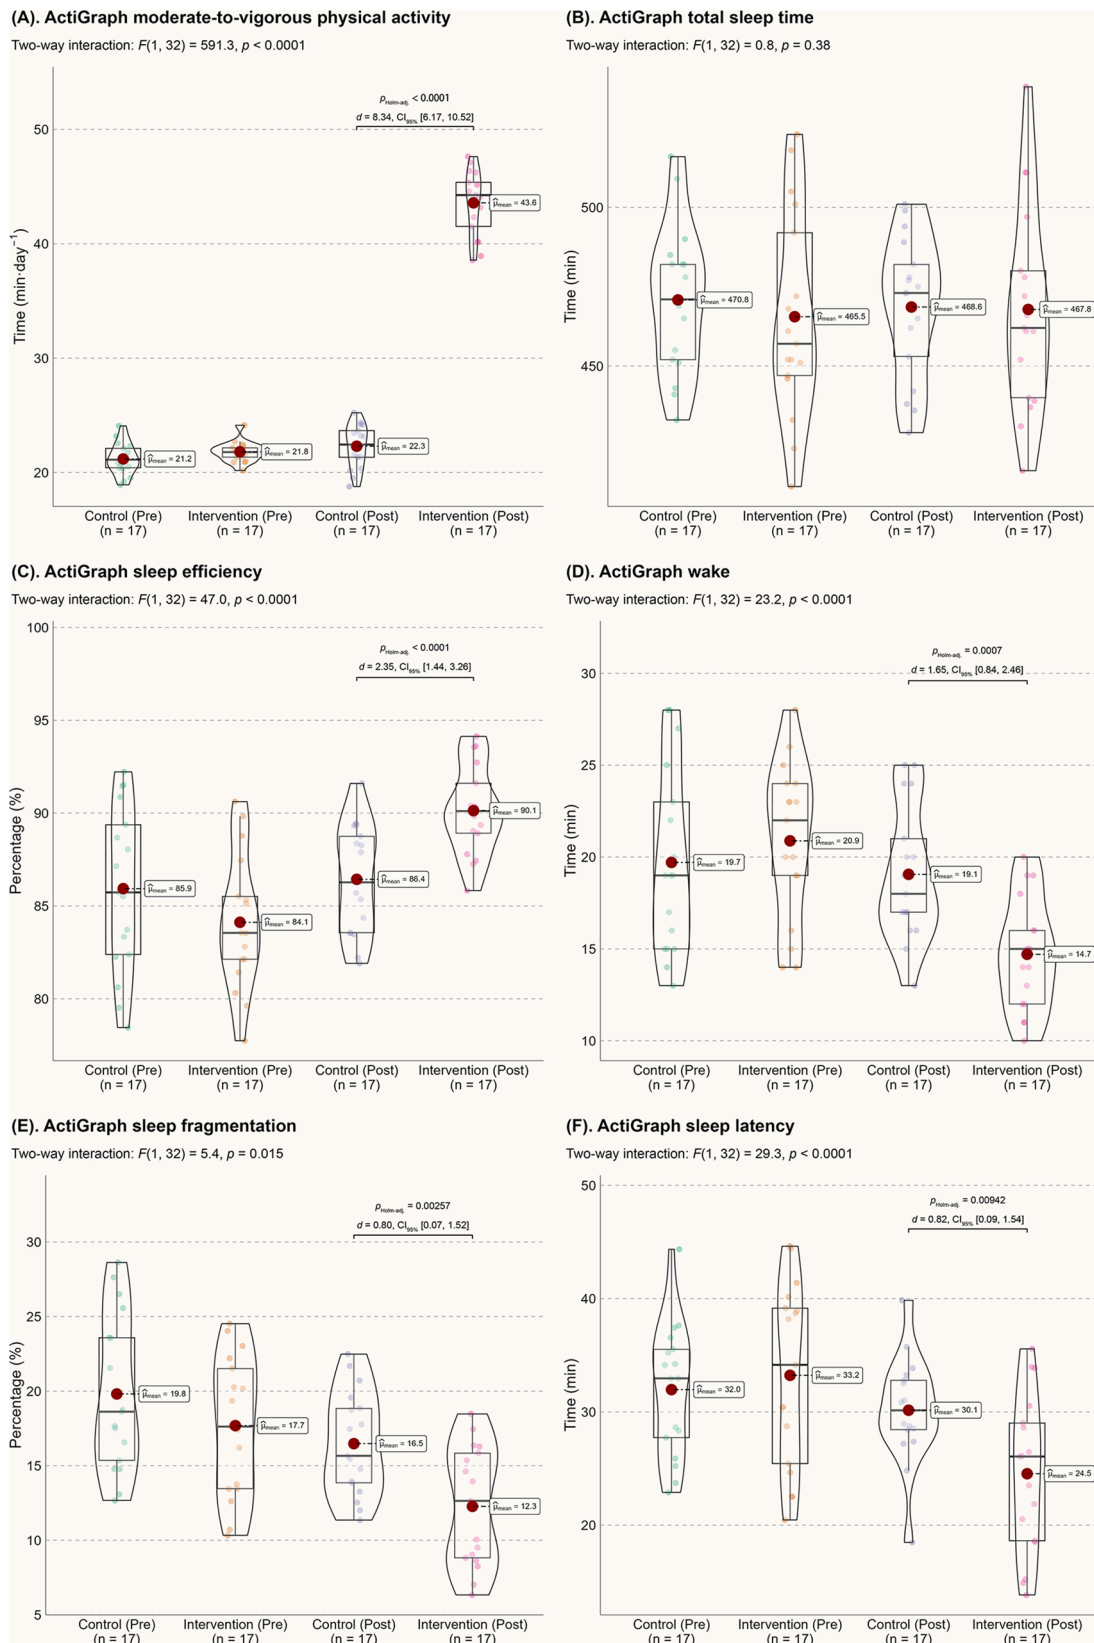 (A). ActiGraph moderate-to-vigorous physical activity
Two-way interaction: F(1, 32) = 591.3, p < 0.0001
pHolm-adj. < 0.0001
d = 8.34, CI95% [6.17, 10.52]
Time (min·day−1)
50
40
30
20
μ̂mean = 21.2
μ̂mean = 21.8
μ̂mean = 22.3
μ̂mean = 43.6
Control (Pre) Intervention (Pre) Control (Post) Intervention (Post)
(n = 17) (n = 17) (n = 17) (n = 17)
(B). ActiGraph total sleep time
Two-way interaction: F(1, 32) = 0.8, p = 0.38
Time (min)
500
450
μ̂mean = 470.8
μ̂mean = 465.5
μ̂mean = 468.6
μ̂mean = 467.8
Control (Pre) Intervention (Pre) Control (Post) Intervention (Post)
(n = 17) (n = 17) (n = 17) (n = 17)
(C). ActiGraph sleep efficiency
Two-way interaction: F(1, 32) = 47.0, p < 0.0001
pHolm-adj. < 0.0001
d = 2.35, CI95% [1.44, 3.26]
Percentage (%)
100
95
90
85
80
μ̂mean = 85.9
μ̂mean = 84.1
μ̂mean = 86.4
μ̂mean = 90.1
Control (Pre) Intervention (Pre) Control (Post) Intervention (Post)
(n = 17) (n = 17) (n = 17) (n = 17)
(D). ActiGraph wake
Two-way interaction: F(1, 32) = 23.2, p < 0.0001
pHolm-adj. = 0.0007
d = 1.65, CI95% [0.84, 2.46]
Time (min)
30
25
20
15
10
μ̂mean = 19.7
μ̂mean = 20.9
μ̂mean = 19.1
μ̂mean = 14.7
Control (Pre) Intervention (Pre) Control (Post) Intervention (Post)
(n = 17) (n = 17) (n = 17) (n = 17)
(E). ActiGraph sleep fragmentation
Two-way interaction: F(1, 32) = 5.4, p = 0.015
pHolm-adj. = 0.00257
d = 0.80, CI95% [0.07, 1.52]
Percentage (%)
30
25
20
15
10
5
μ̂mean = 19.8
μ̂mean = 17.7
μ̂mean = 16.5
μ̂mean = 12.3
Control (Pre) Intervention (Pre) Control (Post) Intervention (Post)
(n = 17) (n = 17) (n = 17) (n = 17)
(F). ActiGraph sleep latency
Two-way interaction: F(1, 32) = 29.3, p < 0.0001
pHolm-adj. = 0.00942
d = 0.82, CI95% [0.09, 1.54]
Time (min)
50
40
30
20
μ̂mean = 32.0
μ̂mean = 33.2
μ̂mean = 30.1
μ̂mean = 24.5
Control (Pre) Intervention (Pre) Control (Post) Intervention (Post)
(n = 17) (n = 17) (n = 17) (n = 17)